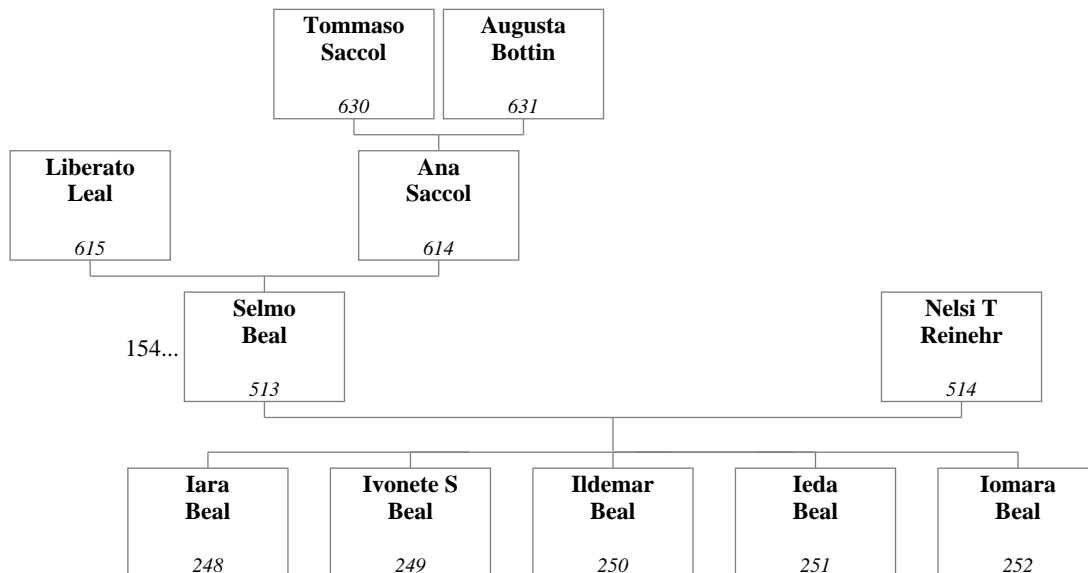 Tommaso
Saccol
630
Augusta
Bottin
631
Liberato
Leal
615
Ana
Saccol
614
154...
Selmo
Beal
513
Nelsi T
Reinehr
514
Iara
Beal
248
Ivonete S
Beal
249
Ildemar
Beal
250
Ieda
Beal
251
Iomara
Beal
252